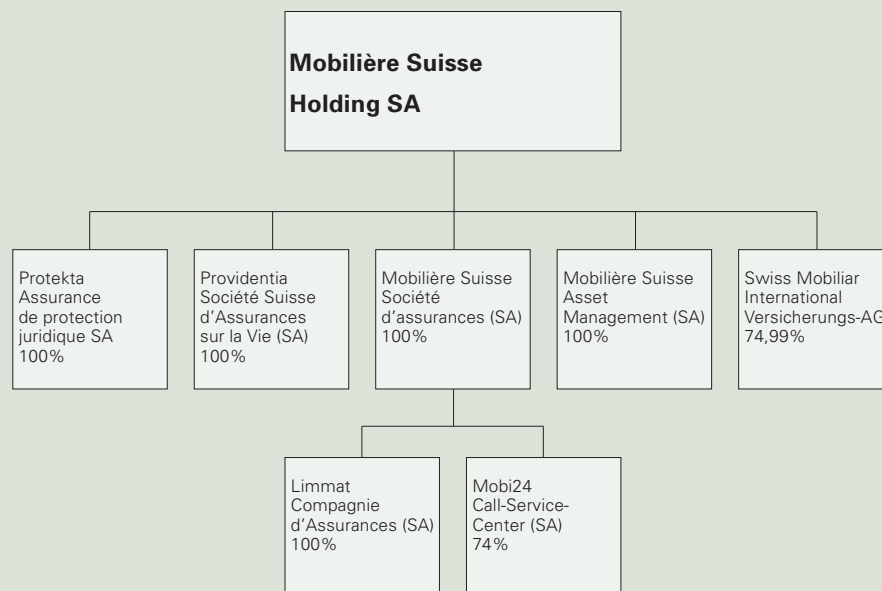 Mobilière Suisse
Holding SA
Protekta
Assurance
de protection
juridique SA
100%
Providentia
Société Suisse
d’Assurances
sur la Vie (SA)
100%
Mobilière Suisse
Société
d’assurances (SA)
100%
Mobilière Suisse
Asset
Management (SA)
100%
Swiss Mobiliar
International
Versicherungs-AG
74,99%
Limmat
Compagnie
d’Assurances (SA)
100%
Mobi24
Call-Service-
Center (SA)
74%